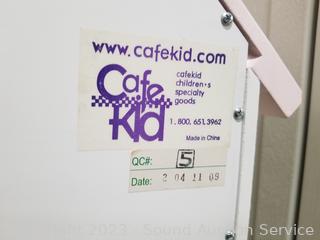 www.cafekid.com
Cafe
Kid
cafekid
children's
specialty
goods
1.800.651.3962
Made in China
QC#: 5
Date: 2 04 11 09
2023 - Sound Auction Service